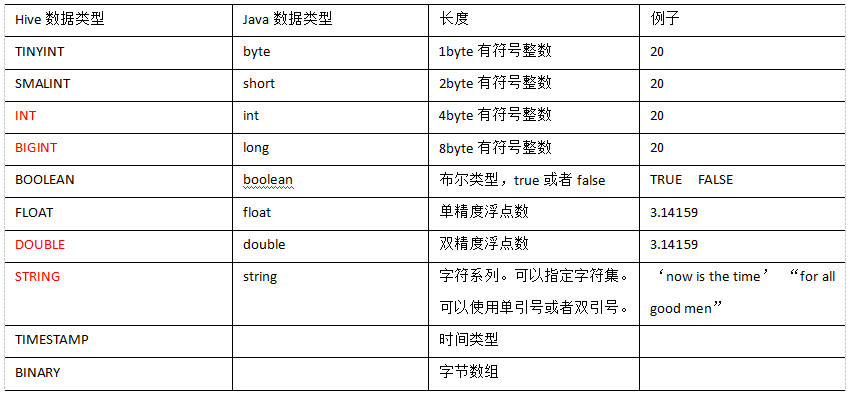 Hive 数据类型 Java 数据类型 长度 例子
TINYINT byte 1byte 有符号整数 20
SMALINT short 2byte 有符号整数 20
INT int 4byte 有符号整数 20
BIGINT long 8byte 有符号整数 20
BOOLEAN boolean 布尔类型，true 或者 false TRUE FALSE
FLOAT float 单精度浮点数 3.14159
DOUBLE double 双精度浮点数 3.14159
STRING string 字符系列。可以指定字符集。 ‘now is the time’ “for all
可以使用单引号或者双引号。 good men”
TIMESTAMP 时间类型
BINARY 字节数组